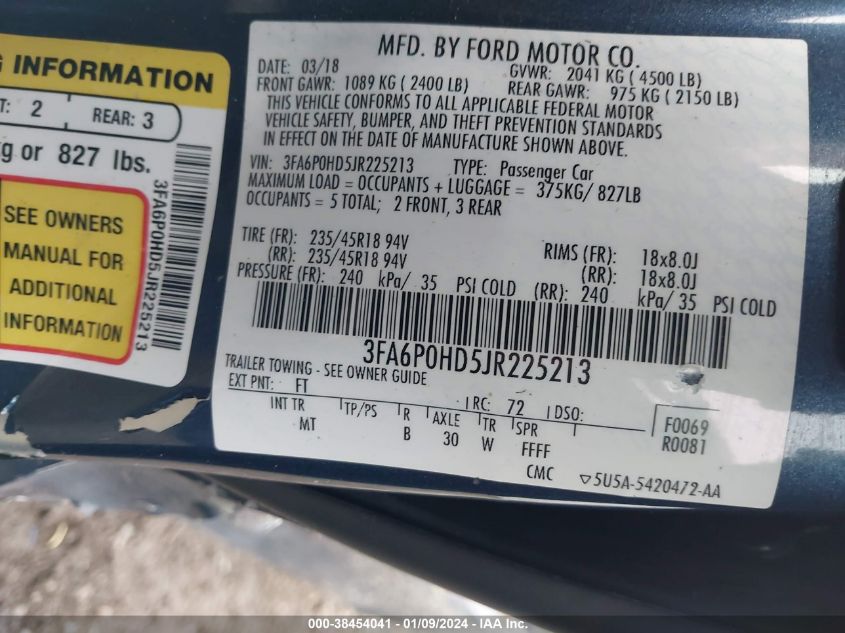 G INFORMATION
T: 2 REAR: 3
kg or 827 lbs.
SEE OWNERS
MANUAL FOR
ADDITIONAL
INFORMATION
3FA6P0HD5JR225213
MFD. BY FORD MOTOR CO.
DATE: 03/18 GVWR: 2041 KG ( 4500 LB)
FRONT GAWR: 1089 KG ( 2400 LB) REAR GAWR: 975 KG ( 2150 LB)
THIS VEHICLE CONFORMS TO ALL APPLICABLE FEDERAL MOTOR
VEHICLE SAFETY, BUMPER, AND THEFT PREVENTION STANDARDS
IN EFFECT ON THE DATE OF MANUFACTURE SHOWN ABOVE.
VIN: 3FA6P0HD5JR225213 TYPE: Passenger Car
MAXIMUM LOAD = OCCUPANTS + LUGGAGE = 375KG/ 827LB
OCCUPANTS = 5 TOTAL; 2 FRONT, 3 REAR
TIRE (FR): 235/45R18 94V RIMS (FR): 18x8.0J
(RR): 235/45R18 94V (RR): 18x8.0J
PRESSURE (FR): 240 kPa/ 35 PSI COLD (RR): 240 kPa/ 35 PSI COLD
3FA6P0HD5JR225213
TRAILER TOWING - SEE OWNER GUIDE
EXT PNT: FT RC: 72 DSO: F0069
INT TR TP/PS R AXLE TR SPR R0081
MT B 30 W FFFF
CMC ▽5U5A-5420472-AA
000-38454041 - 01/09/2024 - IAA Inc.